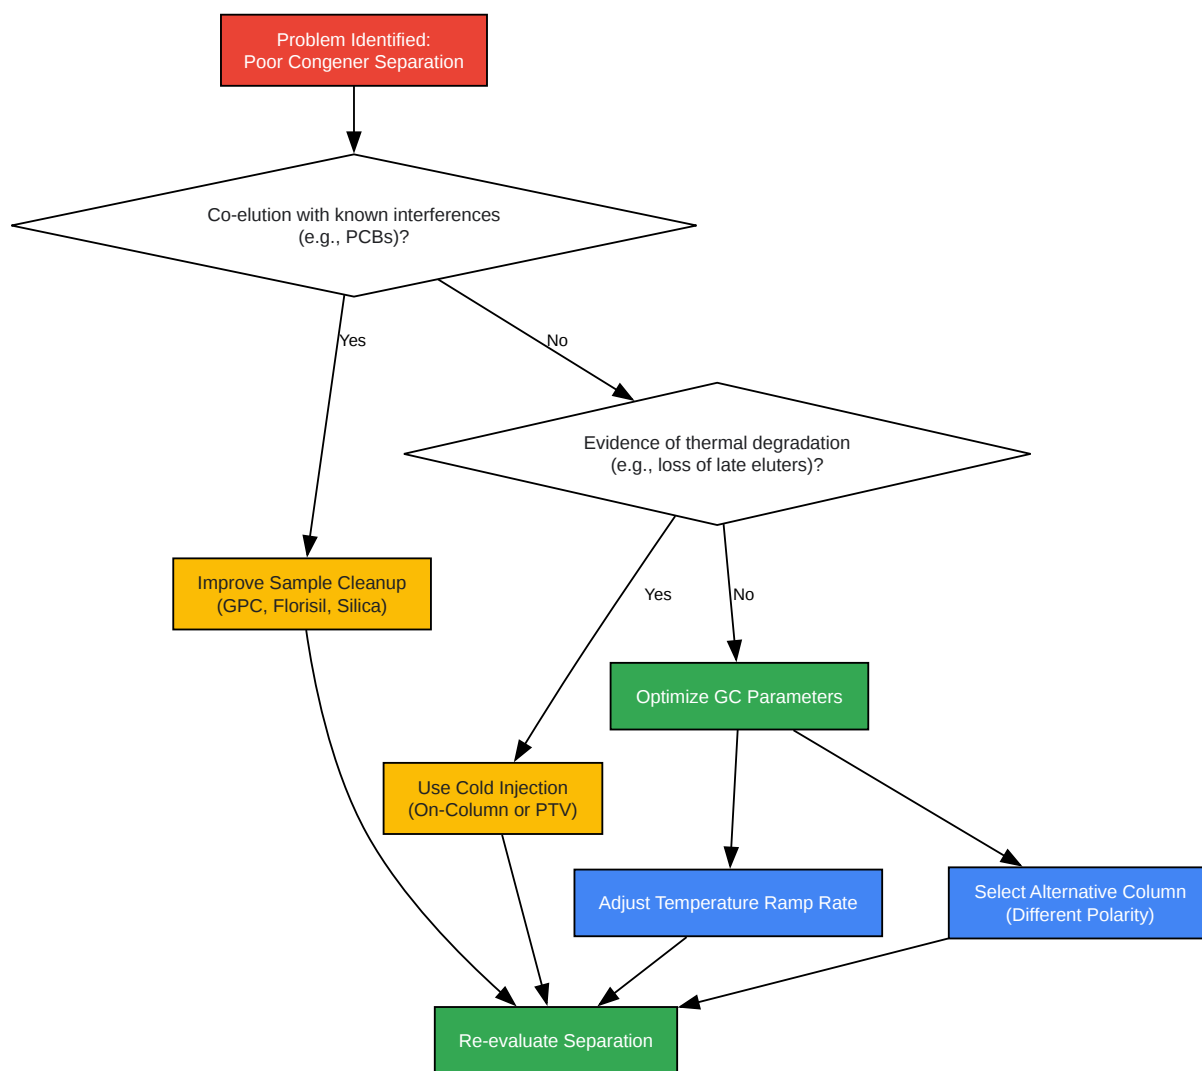 Problem Identified:
Poor Congener Separation
Co-elution with known interferences
(e.g., PCBs)?
Yes
No
Evidence of thermal degradation
(e.g., loss of late eluters)?
Improve Sample Cleanup
(GPC, Florisil, Silica)
Yes
No
Optimize GC Parameters
Use Cold Injection
(On-Column or PTV)
Adjust Temperature Ramp Rate
Select Alternative Column
(Different Polarity)
Re-evaluate Separation